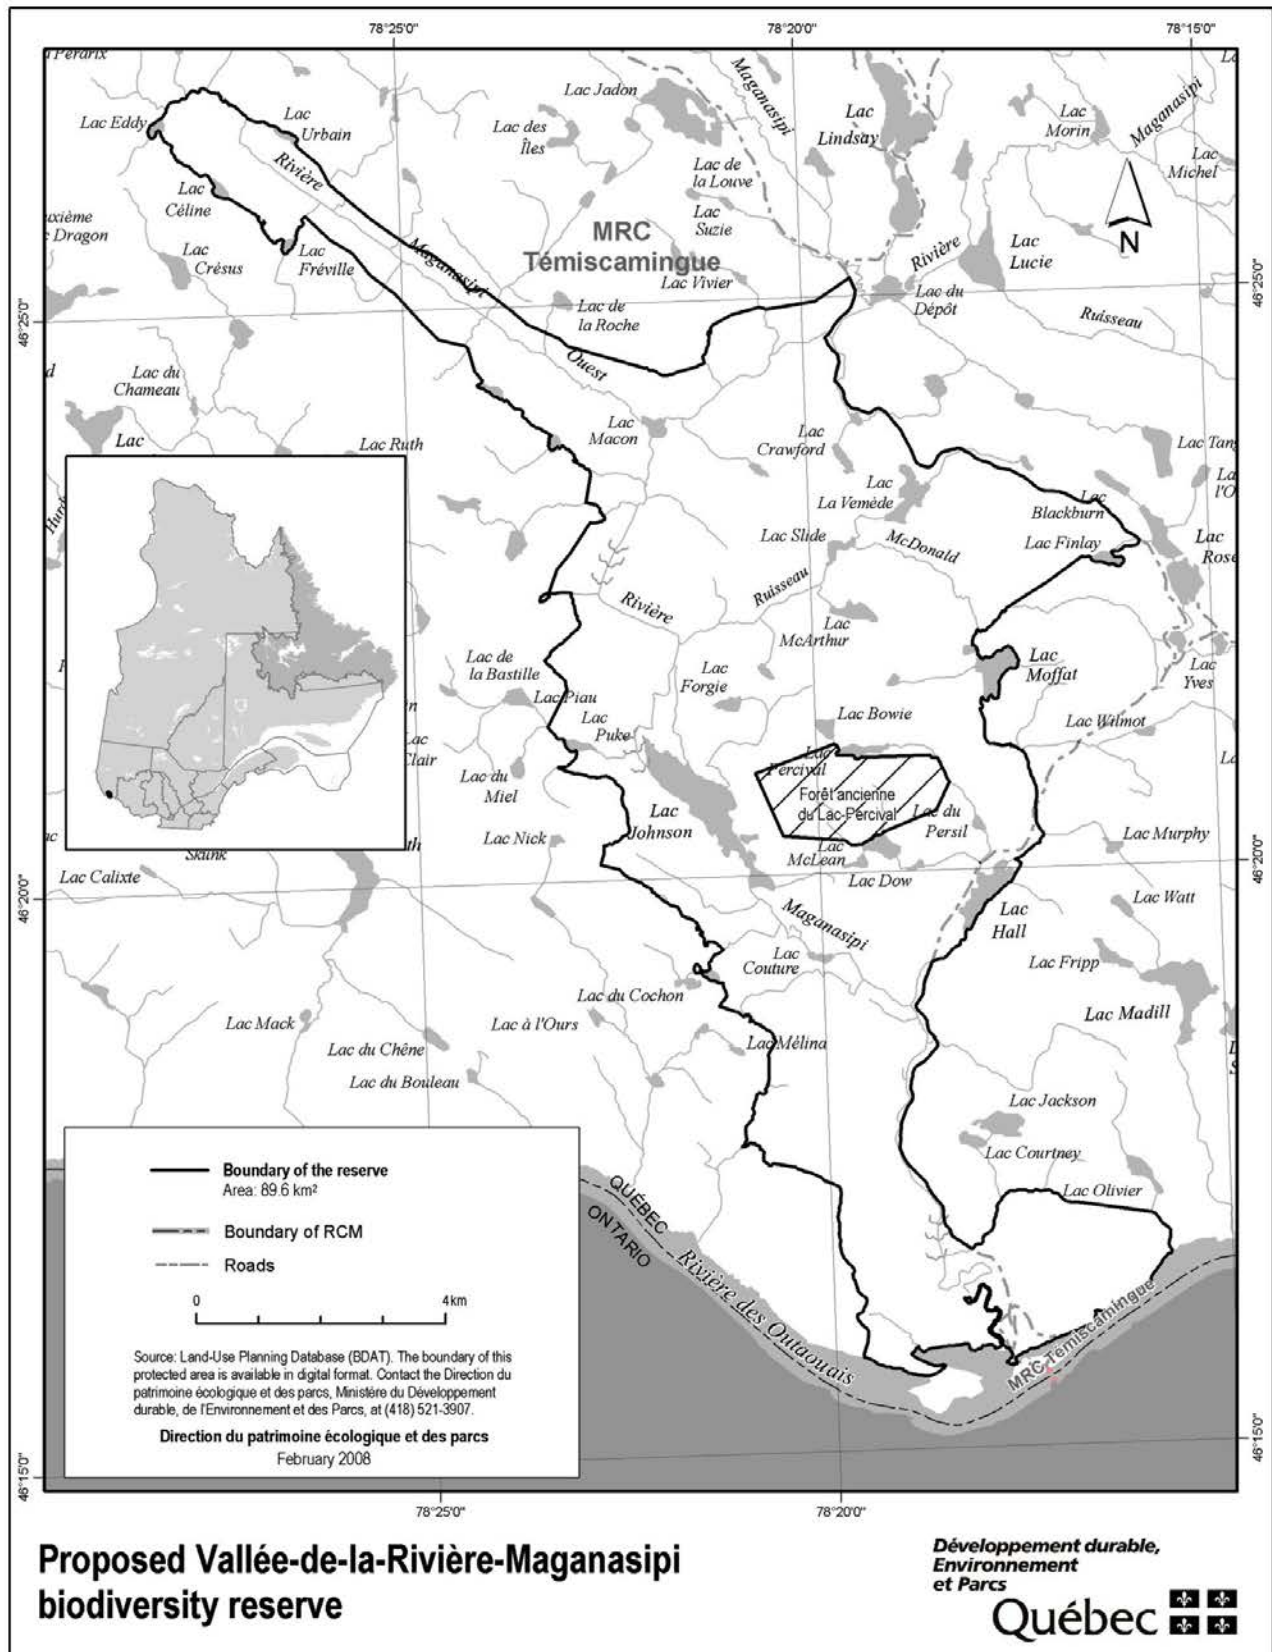 78°25'0"
78°20'0"
78°15'0"
Lac Jadon
Maganasipi
Lac
Lindsay
Lac
Morin
Maganasipi
Lac Eddy
Lac
Urbain
Lac des
Îles
Rivière
Lac de
la Louve
Lac
Michel
Lac
Céline
Lac
Suzie
N
Dragon
Lac
Crésus
Lac
Fréville
Maganasipi
MRC
Témiscamingue
Rivière
Lac
Lucie
Lac Vivier
46°25'0"
Lac de
la Roche
Lac du
Dépôt
Ruisseau
46°25'0"
Ouest
Lac du
Chameau
Lac
Lac Ruth
Lac
Macon
Lac
Crawford
Lac
La Vemède
Lac
Blackburn
Lac Slide
McDonald
Lac Finlay
Lac
Rose
Rivière
Ruisseau
Lac
McArthur
Lac de
la Bastille
Lac
Forgie
Lac
Moffat
Lac
Yves
Lac Piau
Lac
Puke
Lac Bowie
Lac Wilmot
Lac du
Miel
Lac
Percival
Forêt ancienne
du Lac-Percival
Lac
Johnson
Lac du
Persil
Lac Nick
Lac
McLean
Lac Murphy
46°20'0"
Skunk
Lac Calixte
Lac Dow
46°20'0"
Maganasipi
Lac
Hall
Lac Watt
Lac
Couture
Lac Fripp
Lac du Cochon
Lac Mack
Lac à l'Ours
Lac Madill
Lac du Chêne
Lac Mélina
Lac du Bouleau
Lac Jackson
Lac Courtney
Lac Olivier
QUÉBEC
ONTARIO
Rivière des Outaouais
MRC Témiscamingue
Boundary of the reserve
Area: 89.6 km²
Boundary of RCM
Roads
0 4km
Source: Land-Use Planning Database (BDAT). The boundary of this
protected area is available in digital format. Contact the Direction du
patrimoine écologique et des parcs, Ministère du Développement
durable, de l'Environnement et des Parcs, at (418) 521-3907.
Direction du patrimoine écologique et des parcs
February 2008
46°15'0"
46°15'0"
78°25'0"
78°20'0"
Proposed Vallée-de-la-Rivière-Maganasipi
biodiversity reserve
Développement durable,
Environnement
et Parcs
Québec